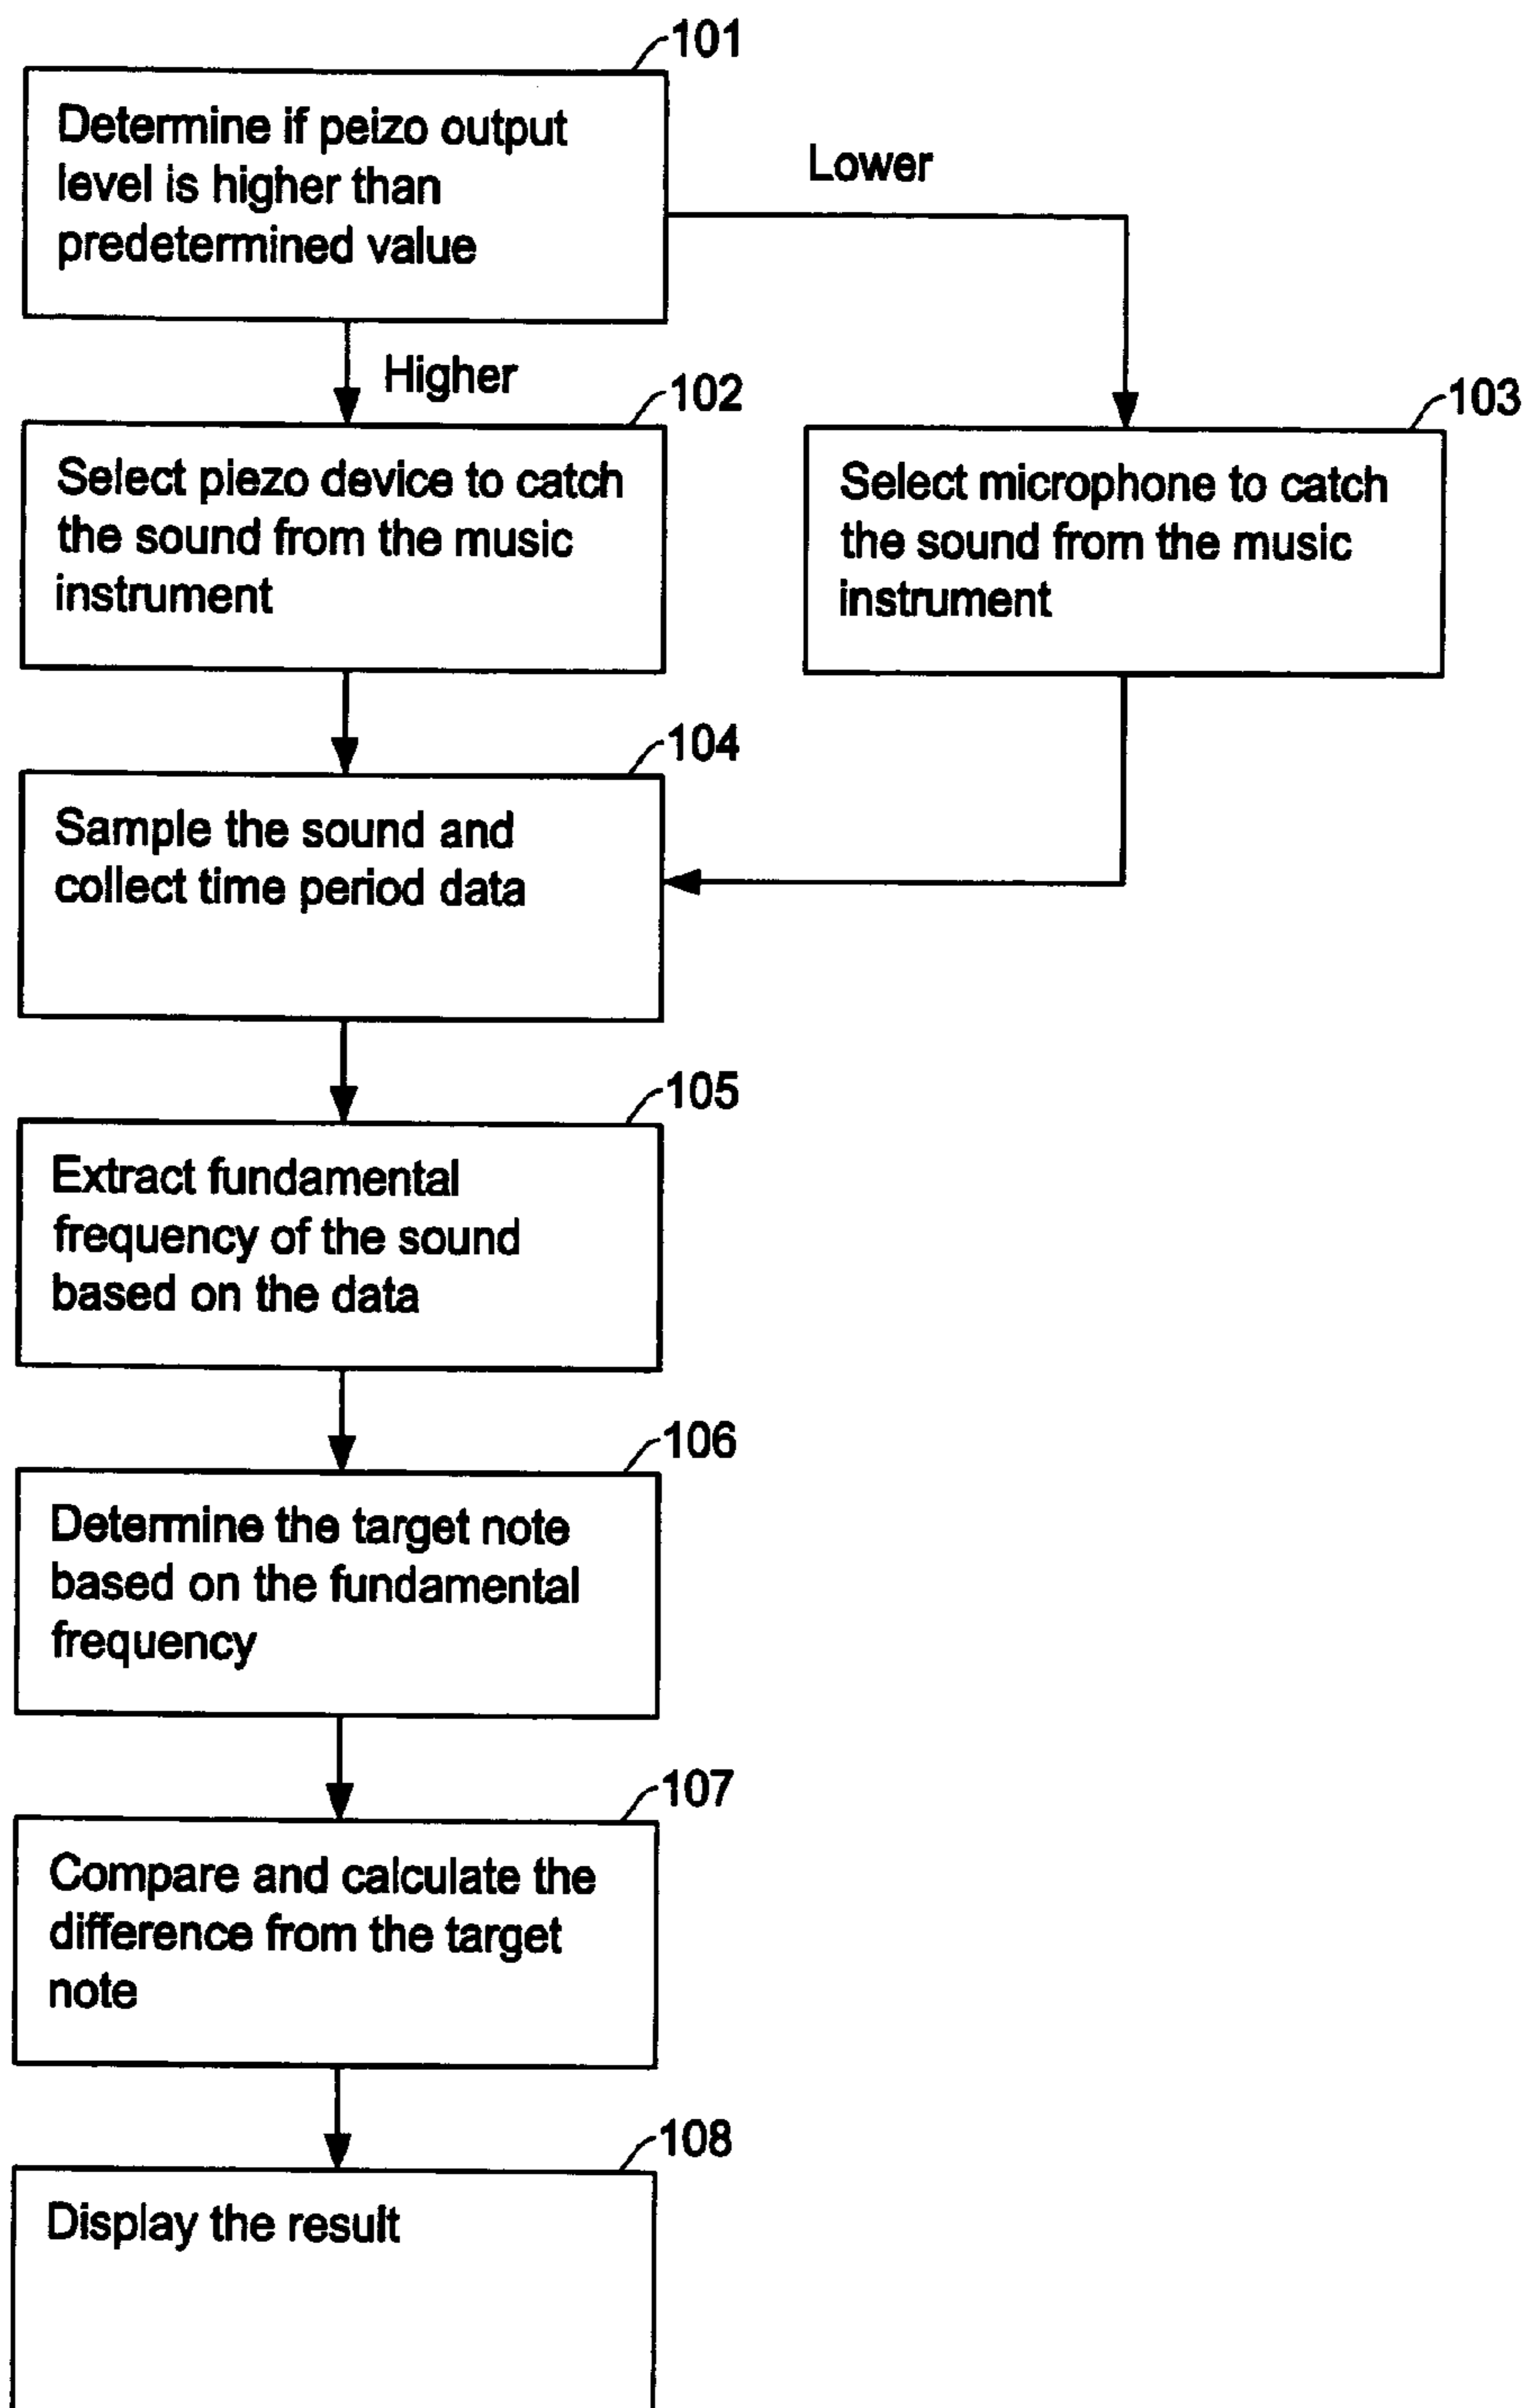 101
Determine if peizo output
level is higher than
predetermined value
Lower
Higher
102
Select piezo device to catch
the sound from the music
instrument
103
Select microphone to catch
the sound from the music
instrument
104
Sample the sound and
collect time period data
105
Extract fundamental
frequency of the sound
based on the data
106
Determine the target note
based on the fundamental
frequency
107
Compare and calculate the
difference from the target
note
108
Display the result